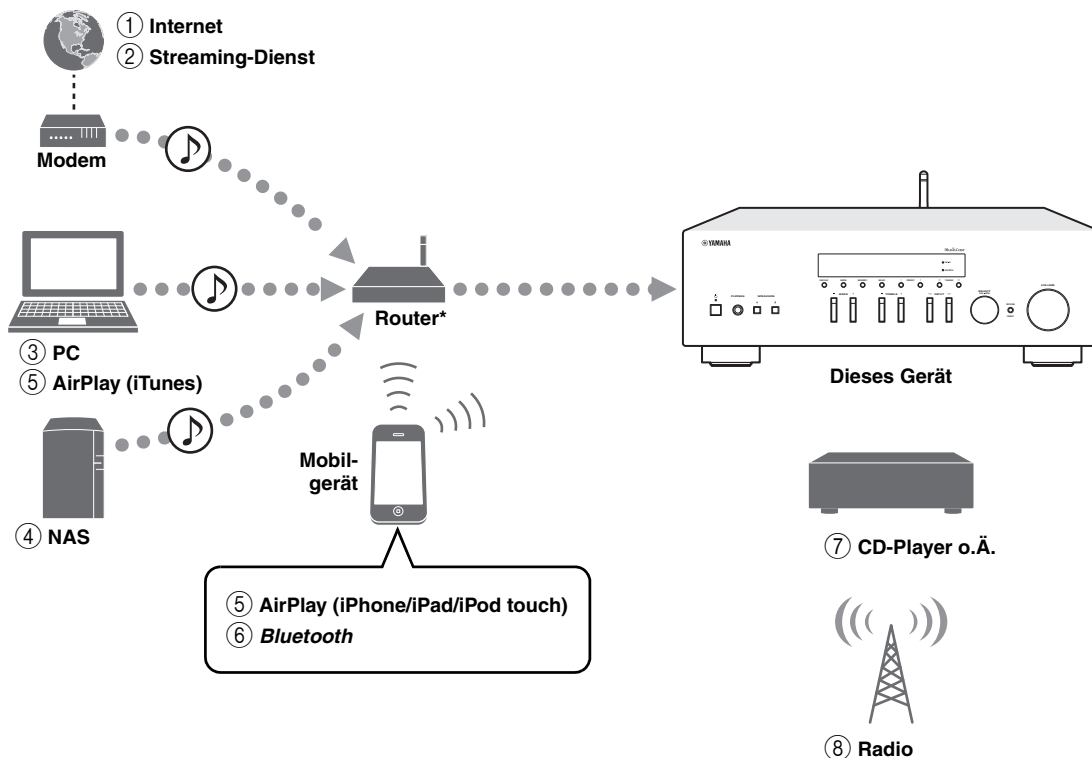 ① Internet
② Streaming-Dienst
Modem
③ PC
⑤ AirPlay (iTunes)
④ NAS
Router*
Mobil-
gerät
⑤ AirPlay (iPhone/iPad/iPod touch)
⑥ Bluetooth
YAMAHA
Dieses Gerät
⑦ CD-Player o.Ä.
⑧ Radio